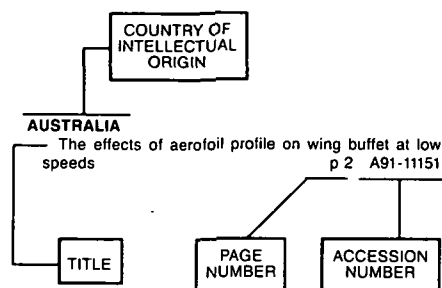 COUNTRY OF
INTELLECTUAL
ORIGIN
AUSTRALIA
The effects of aerofoil profile on wing buffet at low
speeds p 2 A91-11151
TITLE
PAGE
NUMBER
ACCESSION
NUMBER